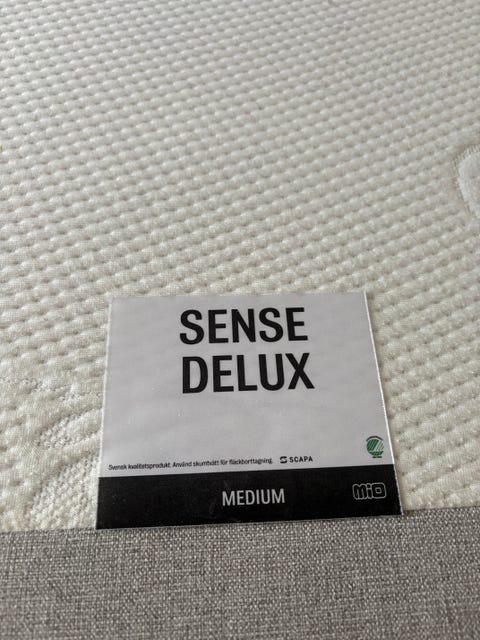 SENSE
DELUX
Svensk kvalitetsprodukt. Använd skumtvätt för fläckborttagning. SCAPA
MEDIUM
MiO